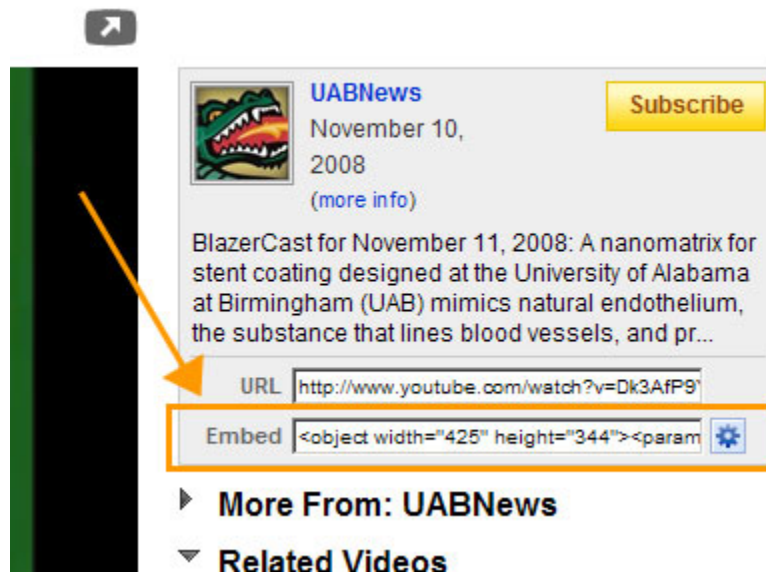 UABNews
Subscribe
November 10,
2008
(more info)
BlazerCast for November 11, 2008: A nanomatrix for
stent coating designed at the University of Alabama
at Birmingham (UAB) mimics natural endothelium,
the substance that lines blood vessels, and pr...
URL http://www.youtube.com/watch?v=Dk3AfP9
Embed <object width="425" height="344"><param
More From: UABNews
Related Videos